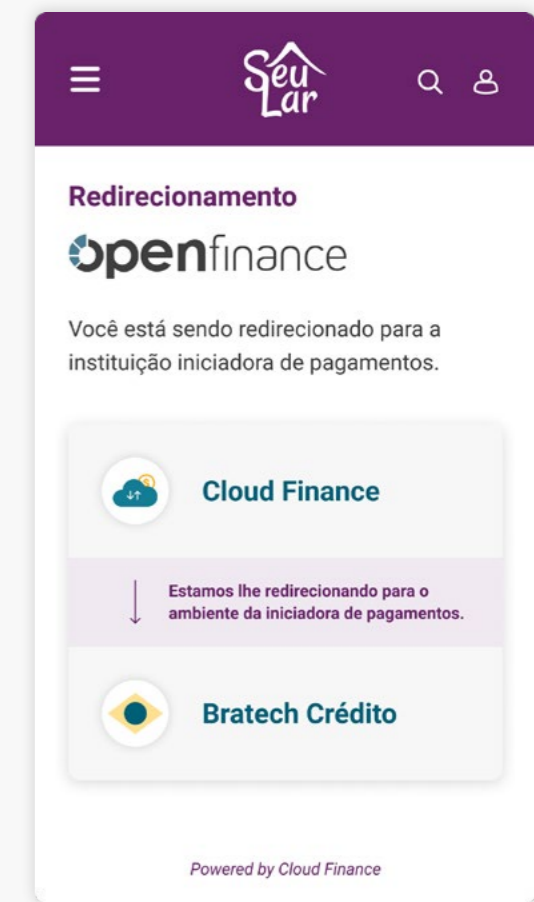 Seu
Lar
Redirecionamento
openfinance
Você está sendo redirecionado para a
instituição iniciadora de pagamentos.
Cloud Finance
Estamos lhe redirecionando para o
ambiente da iniciadora de pagamentos.
Bratech Crédito
Powered by Cloud Finance